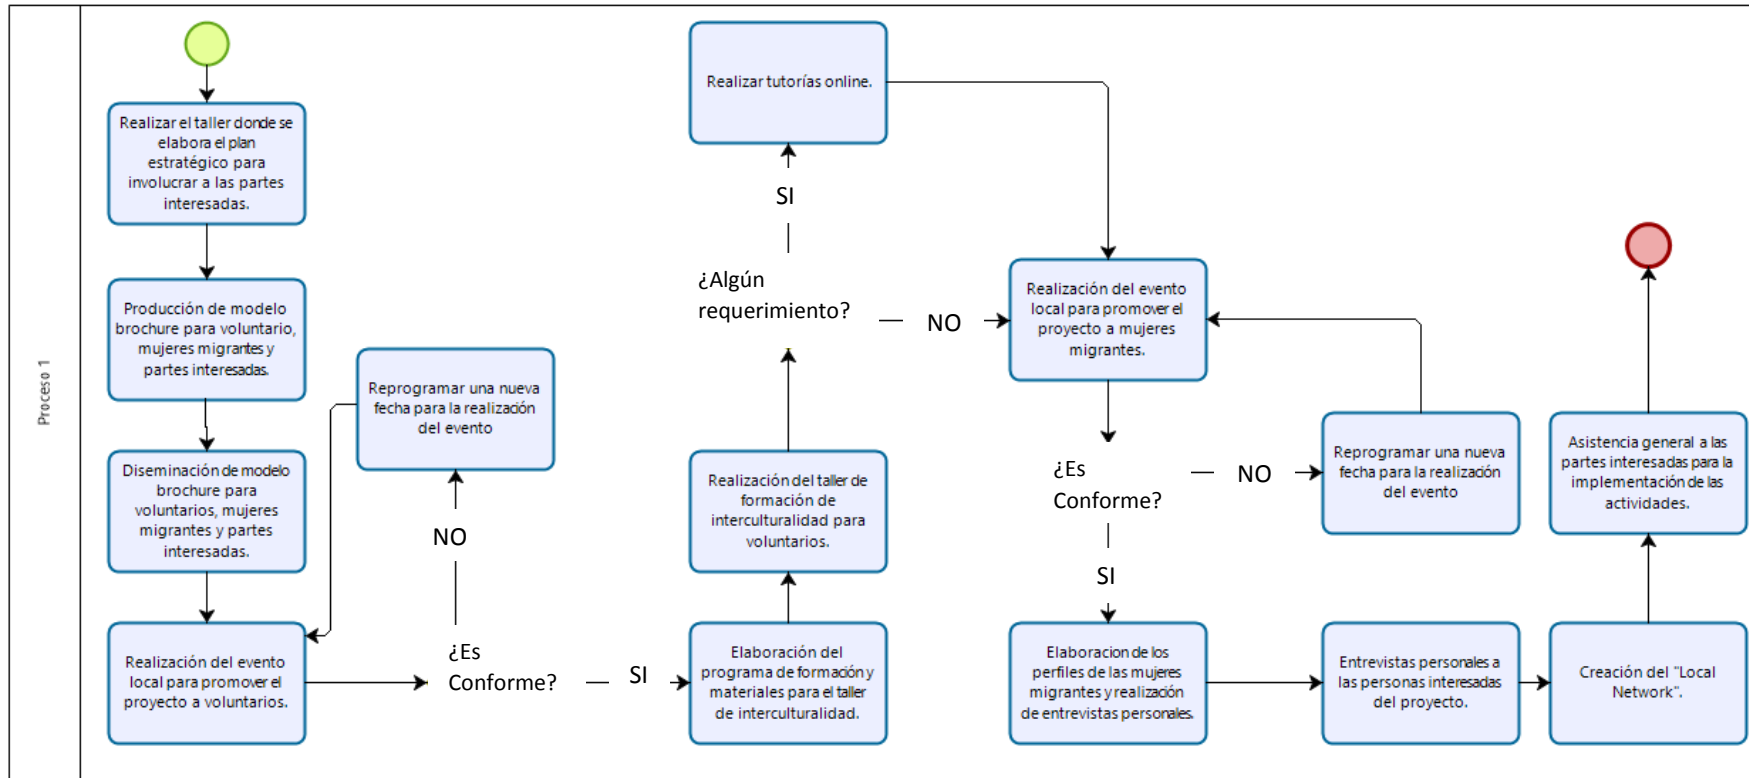 Proceso 1
Realizar el taller donde se
elabora el plan
estratégico para
involucrar a las partes
interesadas.
Producción de modelo
brochure para voluntario,
mujeres migrantes y
partes interesadas.
Diseminación de modelo
brochure para
voluntarios, mujeres
migrantes y partes
interesadas.
Realización del evento
local para promover el
proyecto a voluntarios.
¿Es
Conforme?
NO
Reprogramar una nueva
fecha para la realización
del evento
SI
Elaboración del
programa de formación y
materiales para el taller
de interculturalidad.
Realización del taller de
formación de
interculturalidad para
voluntarios.
¿Algún
requerimiento?
SI
Realizar tutorías online.
NO
Realización del evento
local para promover el
proyecto a mujeres
migrantes.
¿Es
Conforme?
NO
Reprogramar una nueva
fecha para la realización
del evento
SI
Elaboracion de los
perfiles de las mujeres
migrantes y realización
de entrevistas personales.
Entrevistas personales a
las personas interesadas
del proyecto.
Creación del "Local
Network".
Asistencia general a las
partes interesadas para la
implementación de las
actividades.